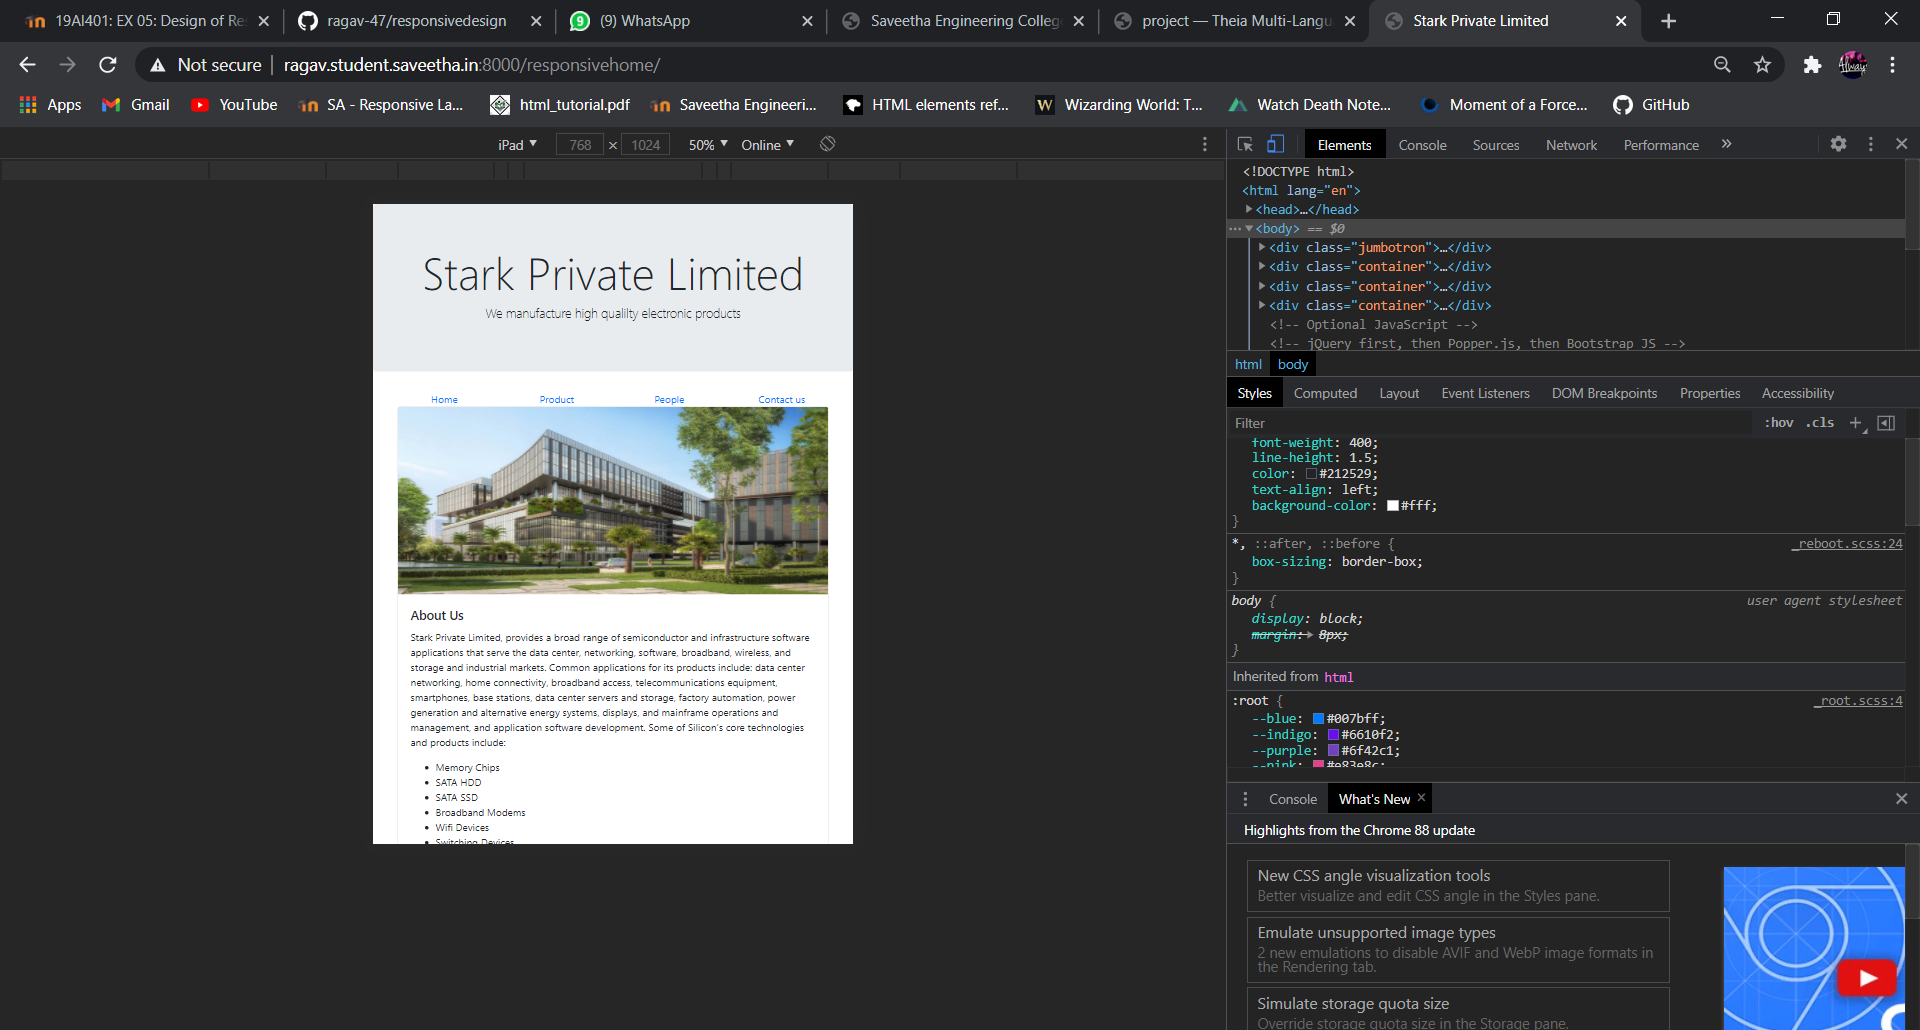 19AI401: EX 05: Design of Re
ragav-47/responsivedesign
(9) WhatsApp
Saveetha Engineering Colleg
project — Theia Multi-Langu
Stark Private Limited
Not secure
ragav.student.saveetha.in:8000/responsivehome/
Apps
Gmail
YouTube
SA - Responsive La...
html_tutorial.pdf
Saveetha Engineeri...
HTML elements ref...
Wizarding World: T...
Watch Death Note...
Moment of a Force...
GitHub
iPad
768 × 1024
50%
Online
Stark Private Limited
We manufacture high qualilty electronic products
Home
Product
People
Contact us
About Us
Stark Private Limited, provides a broad range of semiconductor and infrastructure software
applications that serve the data center, networking, software, broadband, wireless, and
storage and industrial markets. Common applications for its products include: data center
networking, home connectivity, broadband access, telecommunications equipment,
smartphones, base stations, data center servers and storage, factory automation, power
generation and alternative energy systems, displays, and mainframe operations and
management, and application software development. Some of Silicon's core technologies
and products include:
• Memory Chips
• SATA HDD
• SATA SSD
• Broadband Modems
• Wifi Devices
• Switching Devices
Elements
Console
Sources
Network
Performance
»
<!DOCTYPE html>
<html lang="en">
<head>…</head>
<body> == $0
<div class="jumbotron">…</div>
<div class="container">…</div>
<div class="container">…</div>
<div class="container">…</div>
<!-- Optional JavaScript -->
<!-- jQuery first, then Popper.js, then Bootstrap JS -->
html
body
Styles
Computed
Layout
Event Listeners
DOM Breakpoints
Properties
Accessibility
Filter
:hov
.cls
font-weight: 400;
line-height: 1.5;
color: #212529;
text-align: left;
background-color: #fff;
}
*, ::after, ::before {
_reboot.scss:24
box-sizing: border-box;
}
body {
user agent stylesheet
display: block;
margin: 8px;
}
Inherited from html
:root {
_root.scss:4
--blue: #007bff;
--indigo: #6610f2;
--purple: #6f42c1;
--pink: #e83e8c;
Console
What's New
Highlights from the Chrome 88 update
New CSS angle visualization tools
Better visualize and edit CSS angle in the Styles pane.
Emulate unsupported image types
2 new emulations to disable AVIF and WebP image formats in
the Rendering tab.
Simulate storage quota size
Override storage quota size in the Storage pane.